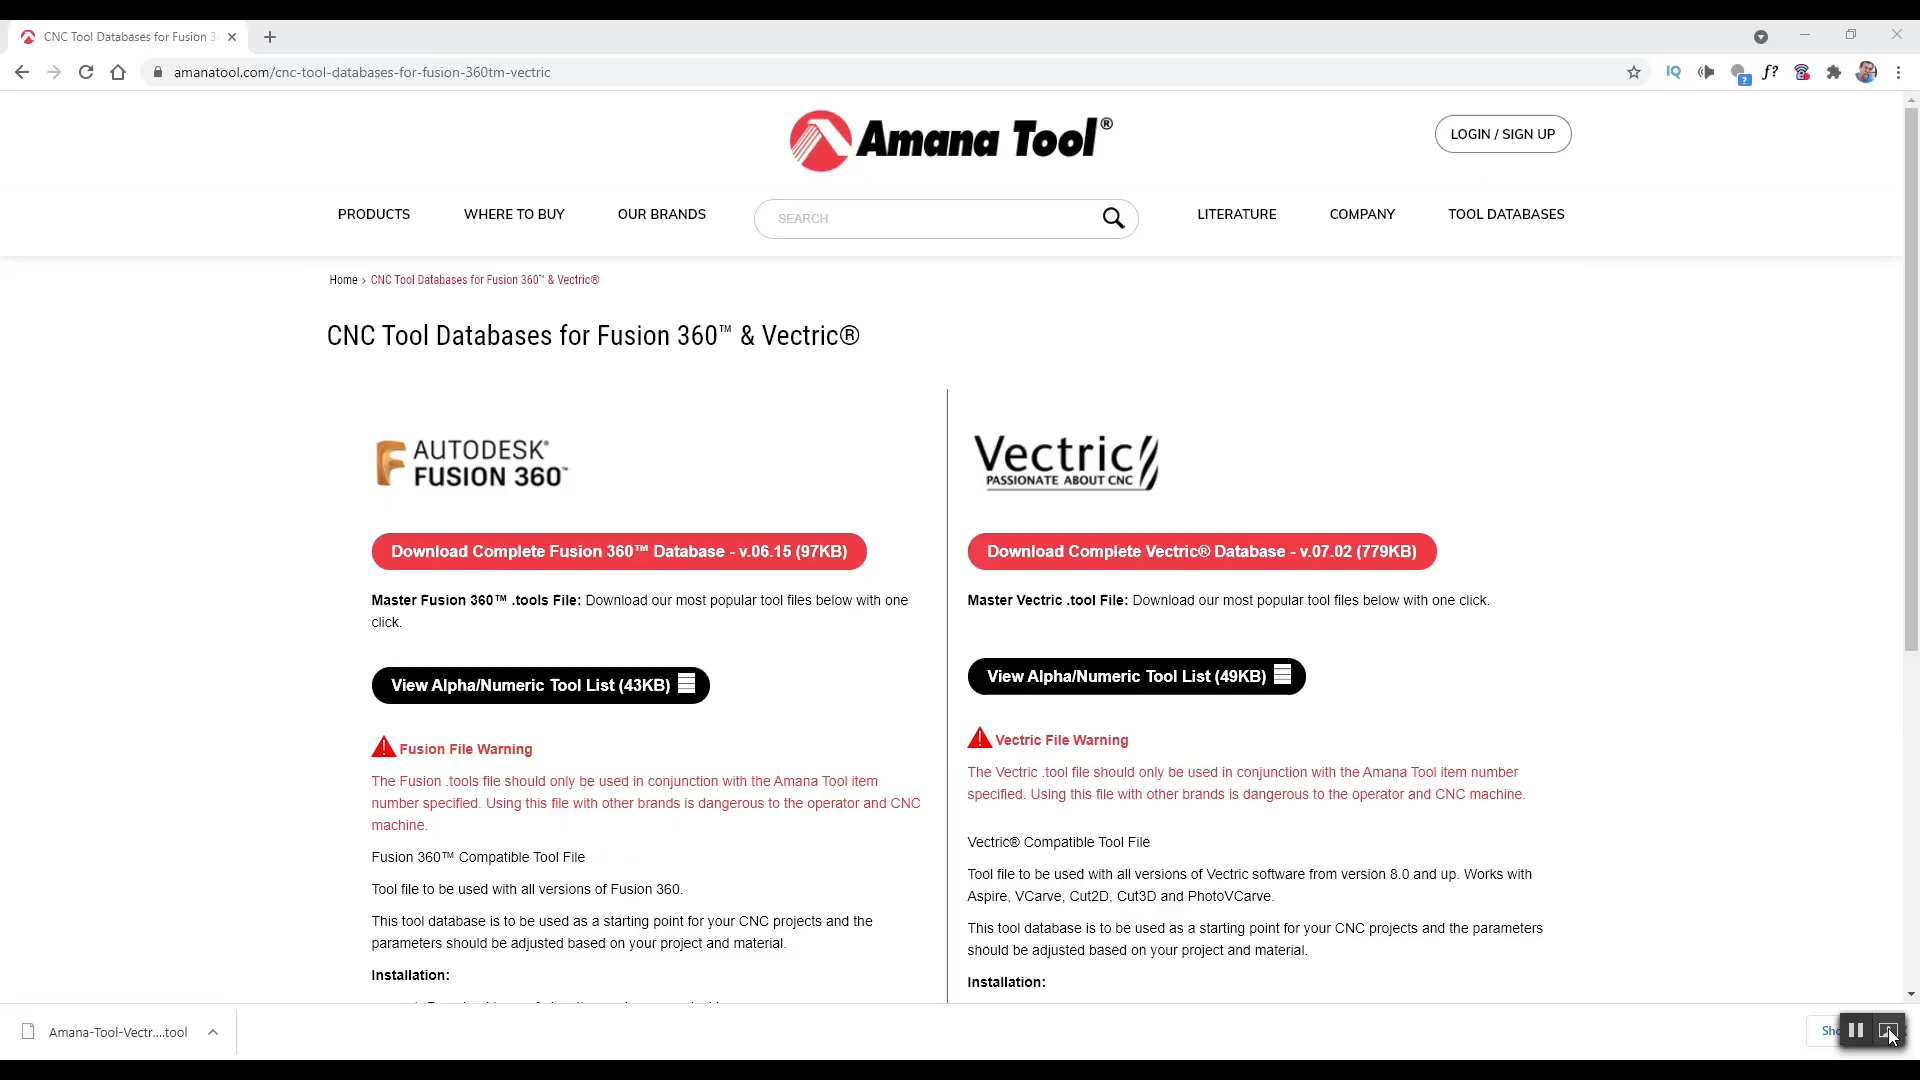 CNC Tool Databases for Fusion 3
amanatool.com/cnc-tool-databases-for-fusion-360tm-vectric
IQ
?
f?
Amana Tool®
LOGIN / SIGN UP
PRODUCTS
WHERE TO BUY
OUR BRANDS
SEARCH
LITERATURE
COMPANY
TOOL DATABASES
Home › CNC Tool Databases for Fusion 360™ & Vectric®
CNC Tool Databases for Fusion 360™ & Vectric®
AUTODESK®
FUSION 360™
Download Complete Fusion 360™ Database - v.06.15 (97KB)
Master Fusion 360™ .tools File: Download our most popular tool files below with one
click.
View Alpha/Numeric Tool List (43KB)
Fusion File Warning
The Fusion .tools file should only be used in conjunction with the Amana Tool item
number specified. Using this file with other brands is dangerous to the operator and CNC
machine.
Fusion 360™ Compatible Tool File
Tool file to be used with all versions of Fusion 360.
This tool database is to be used as a starting point for your CNC projects and the
parameters should be adjusted based on your project and material.
Installation:
Vectric
PASSIONATE ABOUT CNC
Download Complete Vectric® Database - v.07.02 (779KB)
Master Vectric .tool File: Download our most popular tool files below with one click.
View Alpha/Numeric Tool List (49KB)
Vectric File Warning
The Vectric .tool file should only be used in conjunction with the Amana Tool item number
specified. Using this file with other brands is dangerous to the operator and CNC machine.
Vectric® Compatible Tool File
Tool file to be used with all versions of Vectric software from version 8.0 and up. Works with
Aspire, VCarve, Cut2D, Cut3D and PhotoVCarve.
This tool database is to be used as a starting point for your CNC projects and the parameters
should be adjusted based on your project and material.
Installation:
Amana-Tool-Vectr....tool
Sho